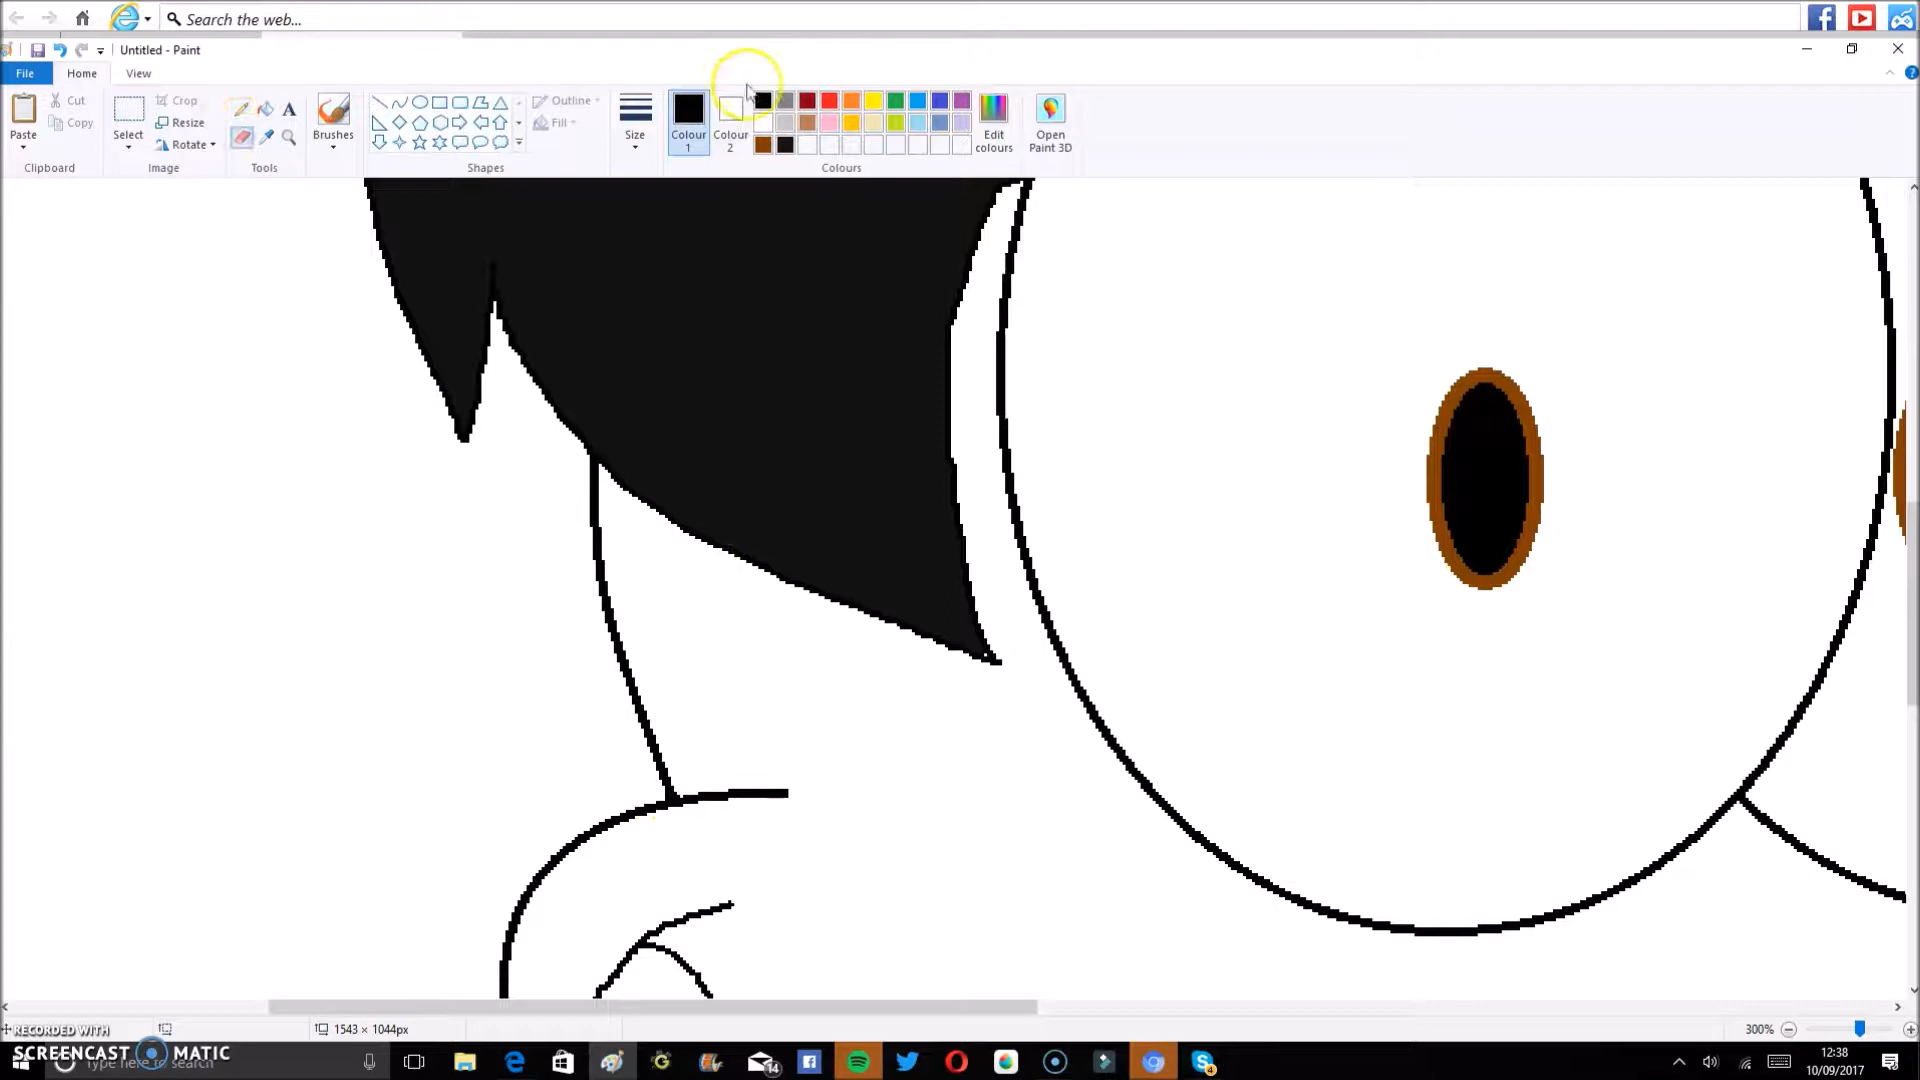 Search the web...
Untitled - Paint
File Home View
Cut
Copy
Paste
Clipboard
Crop
Resize
Rotate
Select
Image
A
Tools
Brushes
Outline
Fill
Shapes
Size
Colour 1
Colour 2
Edit colours
Open Paint 3D
Colours
1543 × 1044px
300%
RECORDED WITH
SCREENCAST MATIC
Type here to search
14
4
12:38
10/09/2017